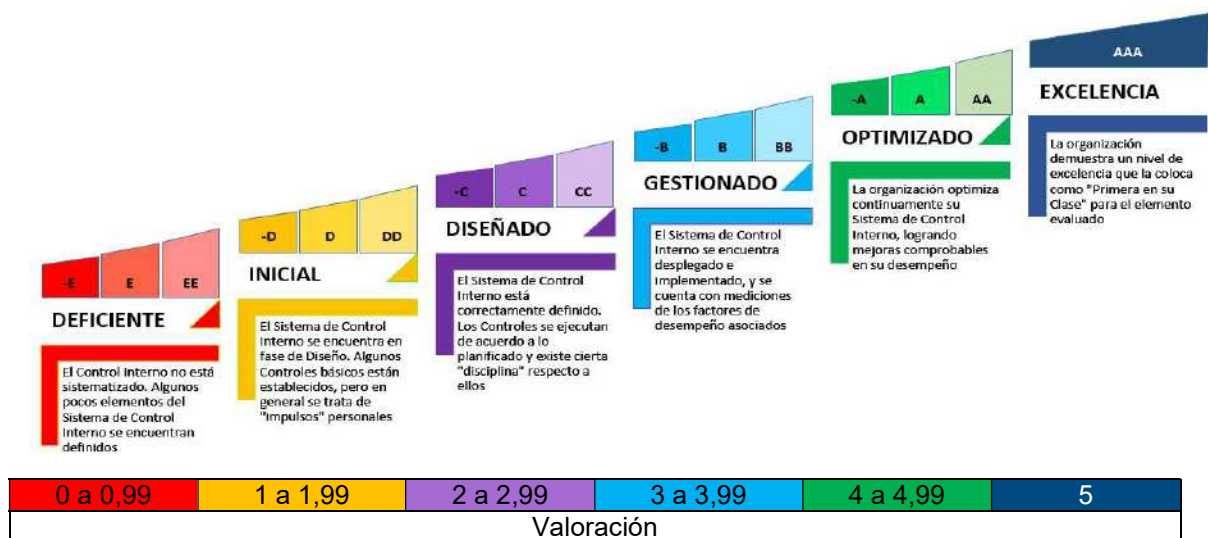 -E
E
EE
DEFICIENTE
El Control Interno no está
sistematizado. Algunos
pocos elementos del
Sistema de Control
Interno se encuentran
definidos
-D
D
DD
INICIAL
El Sistema de Control
Interno se encuentra en
fase de Diseño. Algunos
Controles básicos están
establecidos, pero en
general se trata de
"impulsos" personales
-C
C
CC
DISEÑADO
El Sistema de Control
Interno está
correctamente definido.
Los Controles se ejecutan
de acuerdo a lo
planificado y existe cierta
"disciplina" respecto a
ellos
-B
B
BB
GESTIONADO
El Sistema de Control
Interno se encuentra
desplegado e
implementado, y se
cuenta con mediciones
de los factores de
desempeño asociados
-A
A
AA
OPTIMIZADO
La organización optimiza
continuamente su
Sistema de Control
Interno, logrando
mejoras comprobables
en su desempeño
AAA
EXCELENCIA
La organización
demuestra un nivel de
excelencia que la coloca
como "Primera en su
Clase" para el elemento
evaluado
0 a 0,99
1 a 1,99
2 a 2,99
3 a 3,99
4 a 4,99
5
Valoración